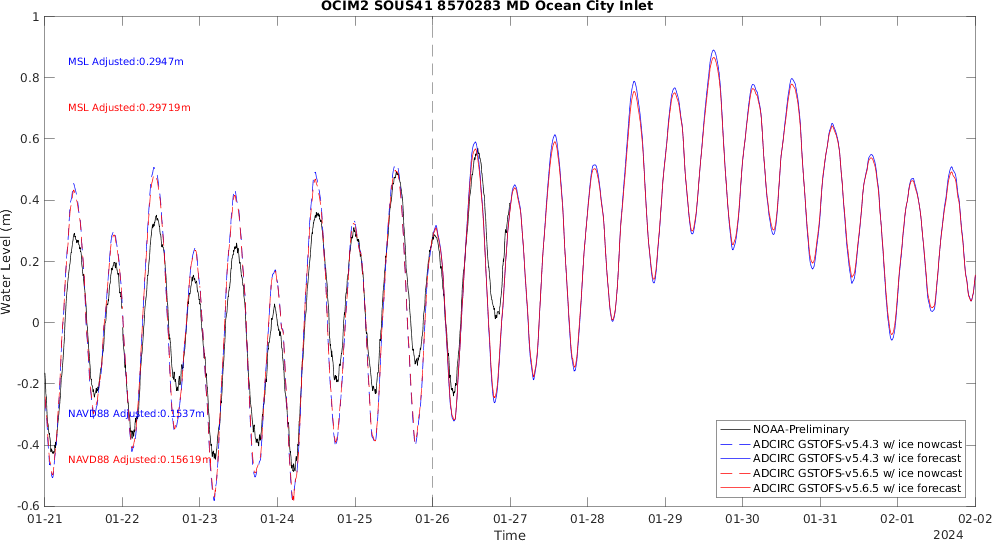 OCIM2 SOUS41 8570283 MD Ocean City Inlet
1
0.8
0.6
0.4
0.2
0
-0.2
-0.4
-0.6
Water Level (m)
MSL Adjusted:0.2947m
MSL Adjusted:0.29719m
NAVD88 Adjusted:0.1537m
NAVD88 Adjusted:0.15619m
NOAA-Preliminary
ADCIRC GSTOFS-v5.4.3 w/ ice nowcast
ADCIRC GSTOFS-v5.4.3 w/ ice forecast
ADCIRC GSTOFS-v5.6.5 w/ ice nowcast
ADCIRC GSTOFS-v5.6.5 w/ ice forecast
01-21 01-22 01-23 01-24 01-25 01-26 01-27 01-28 01-29 01-30 01-31 02-01 02-02
Time
2024